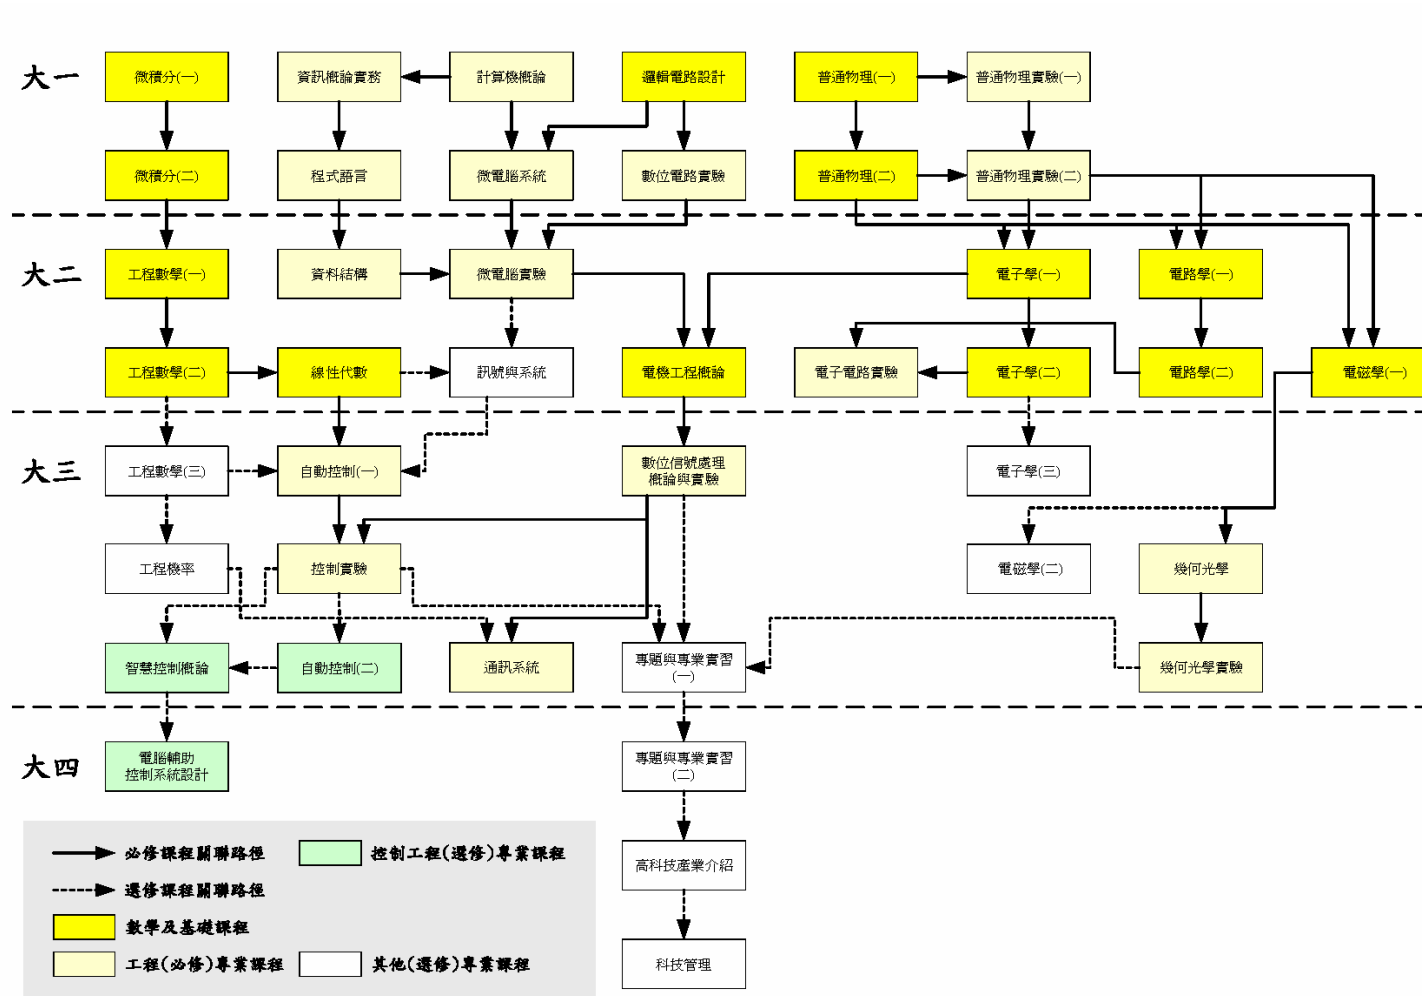 大一
微積分(一)
資訊概論實務
計算機概論
邏輯電路設計
普通物理(一)
普通物理實驗(一)
微積分(二)
程式語言
微電腦系統
數位電路實驗
普通物理(二)
普通物理實驗(二)
大二
工程數學(一)
資料結構
微電腦實驗
電子學(一)
電路學(一)
工程數學(二)
線性代數
訊號與系統
電機工程概論
電子電路實驗
電子學(二)
電路學(二)
電磁學(一)
大三
工程數學(三)
自動控制(一)
數位信號處理
概論與實驗
電子學(三)
工程機率
控制實驗
電磁學(二)
幾何光學
智慧控制概論
自動控制(二)
通訊系統
專題與專業實習
(一)
幾何光學實驗
大四
電腦輔助
控制系統設計
專題與專業實習
(二)
高科技產業介紹
科技管理
必修課程關聯路徑
控制工程(選修)專業課程
選修課程關聯路徑
數學及基礎課程
工程(必修)專業課程
其他(選修)專業課程